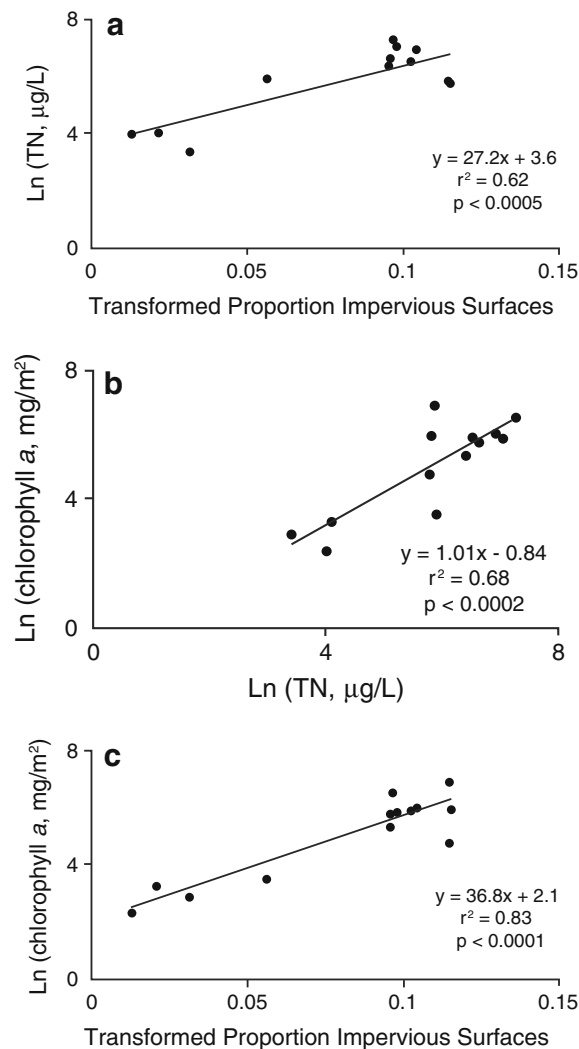 a
8
4
0
Ln (TN, µg/L)
y = 27.2x + 3.6
r² = 0.62
p < 0.0005
0 0.05 0.1 0.15
Transformed Proportion Impervious Surfaces
b
8
4
0
Ln (chlorophyll a, mg/m²)
y = 1.01x - 0.84
r² = 0.68
p < 0.0002
0 4 8
Ln (TN, µg/L)
c
8
4
0
Ln (chlorophyll a, mg/m²)
y = 36.8x + 2.1
r² = 0.83
p < 0.0001
0 0.05 0.1 0.15
Transformed Proportion Impervious Surfaces